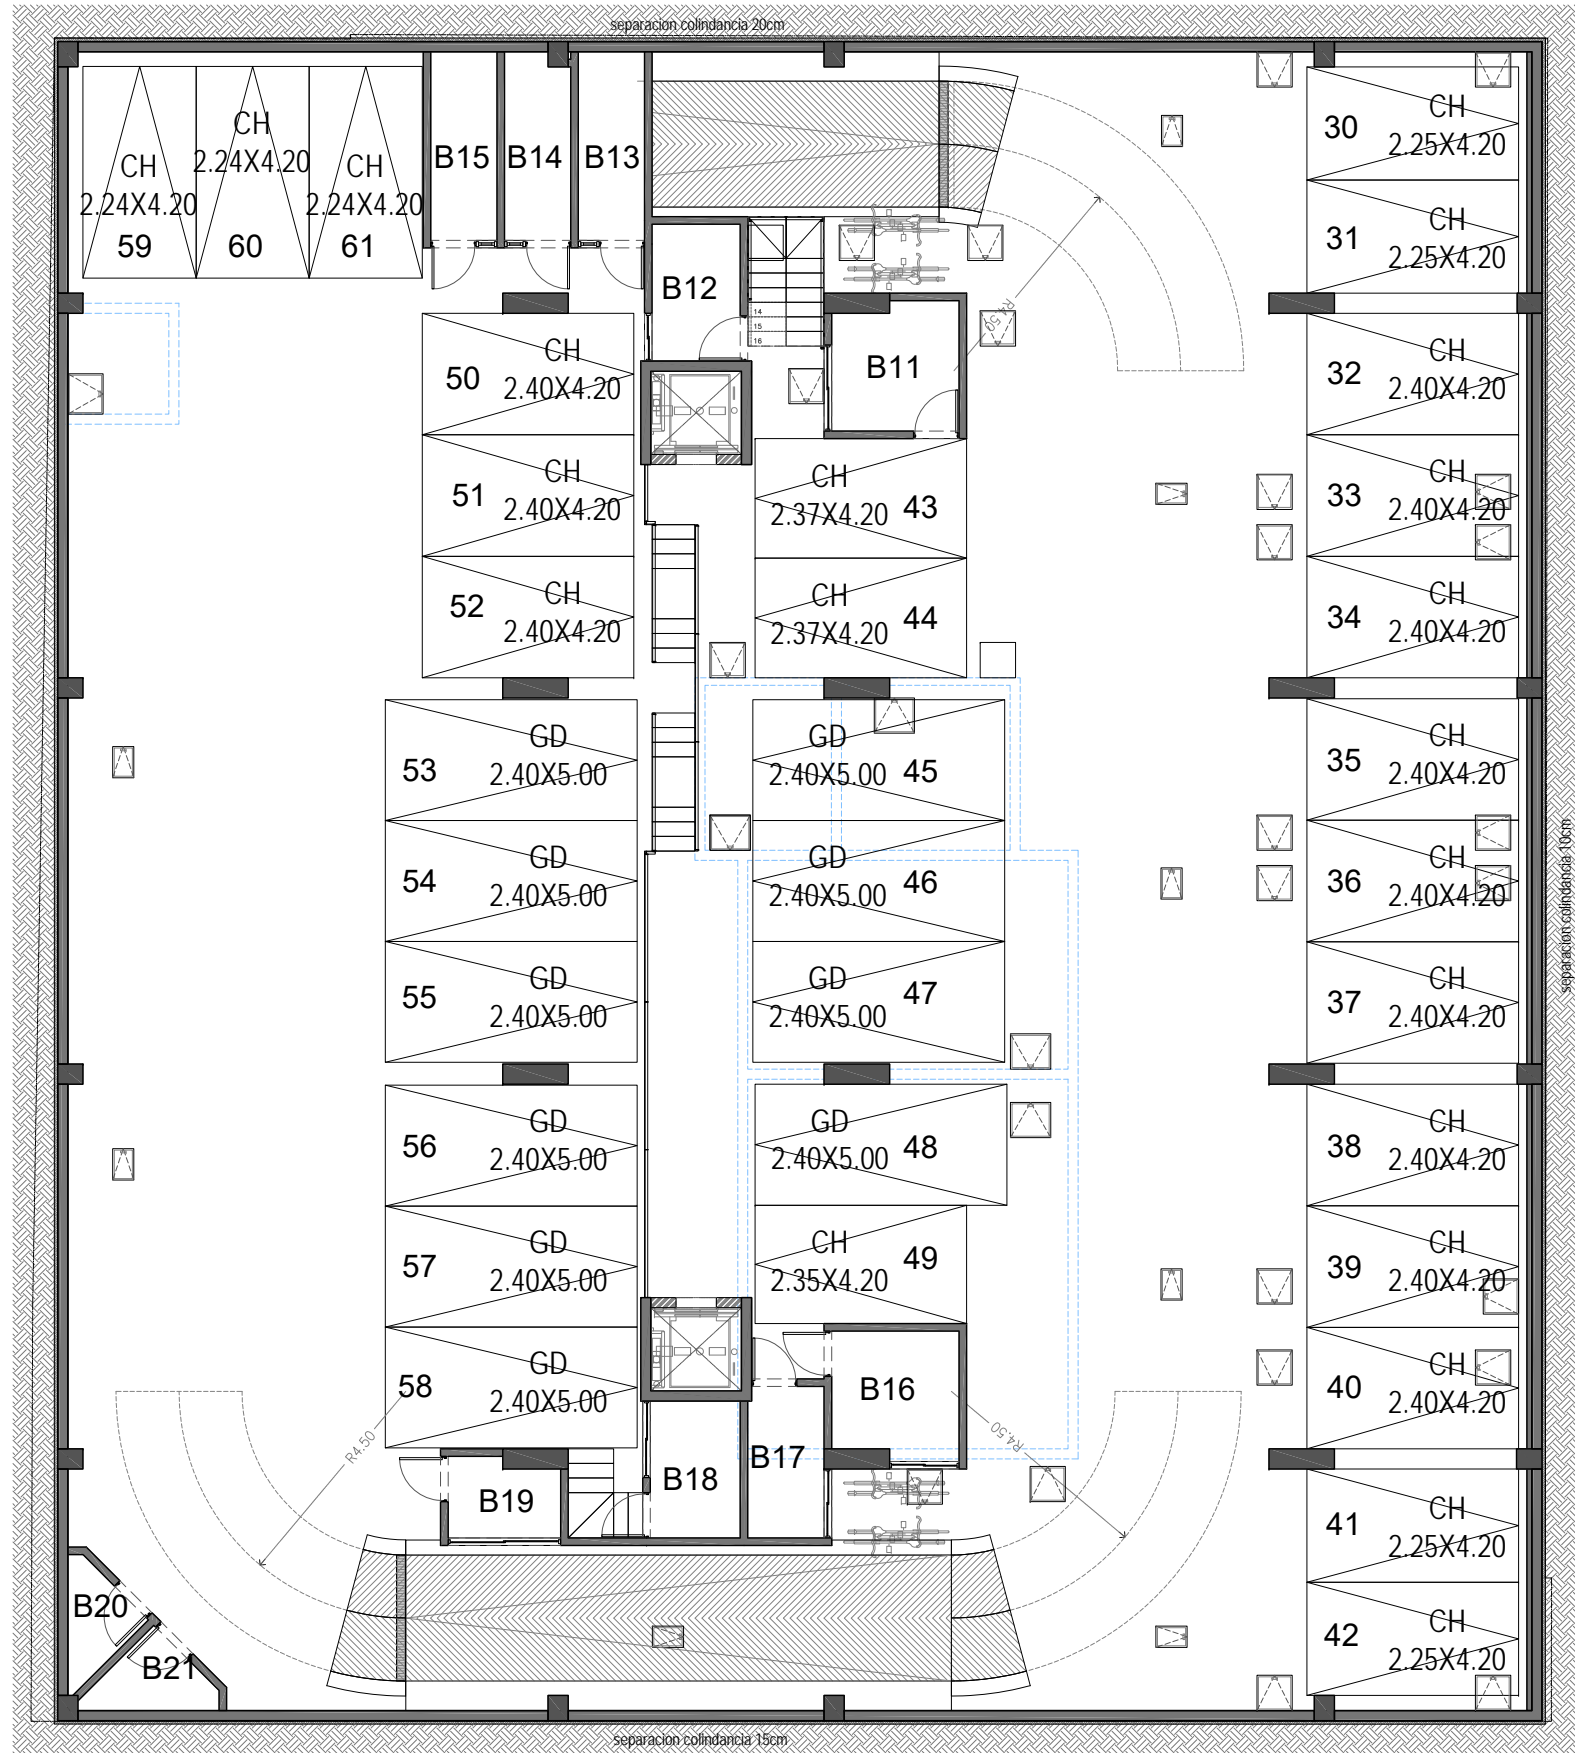 separacion colindancia 20cm
CH
2.24X4.20
59
CH
2.24X4.20
60
CH
2.24X4.20
61
B15
B14
B13
B12
14
15
16
B11
R4.50
30
CH
2.25X4.20
31
CH
2.25X4.20
32
CH
2.40X4.20
33
CH
2.40X4.20
34
CH
2.40X4.20
35
CH
2.40X4.20
36
CH
2.40X4.20
37
CH
2.40X4.20
38
CH
2.40X4.20
39
CH
2.40X4.20
40
CH
2.40X4.20
41
CH
2.25X4.20
42
CH
2.25X4.20
separacion colindancia 10cm
50
CH
2.40X4.20
51
CH
2.40X4.20
52
CH
2.40X4.20
53
GD
2.40X5.00
54
GD
2.40X5.00
55
GD
2.40X5.00
56
GD
2.40X5.00
57
GD
2.40X5.00
58
GD
2.40X5.00
CH
2.37X4.20
43
CH
2.37X4.20
44
GD
2.40X5.00
45
GD
2.40X5.00
46
GD
2.40X5.00
47
GD
2.40X5.00
48
CH
2.35X4.20
49
R4.50
R4.50
B16
B17
B18
B19
B20
B21
separacion colindancia 15cm